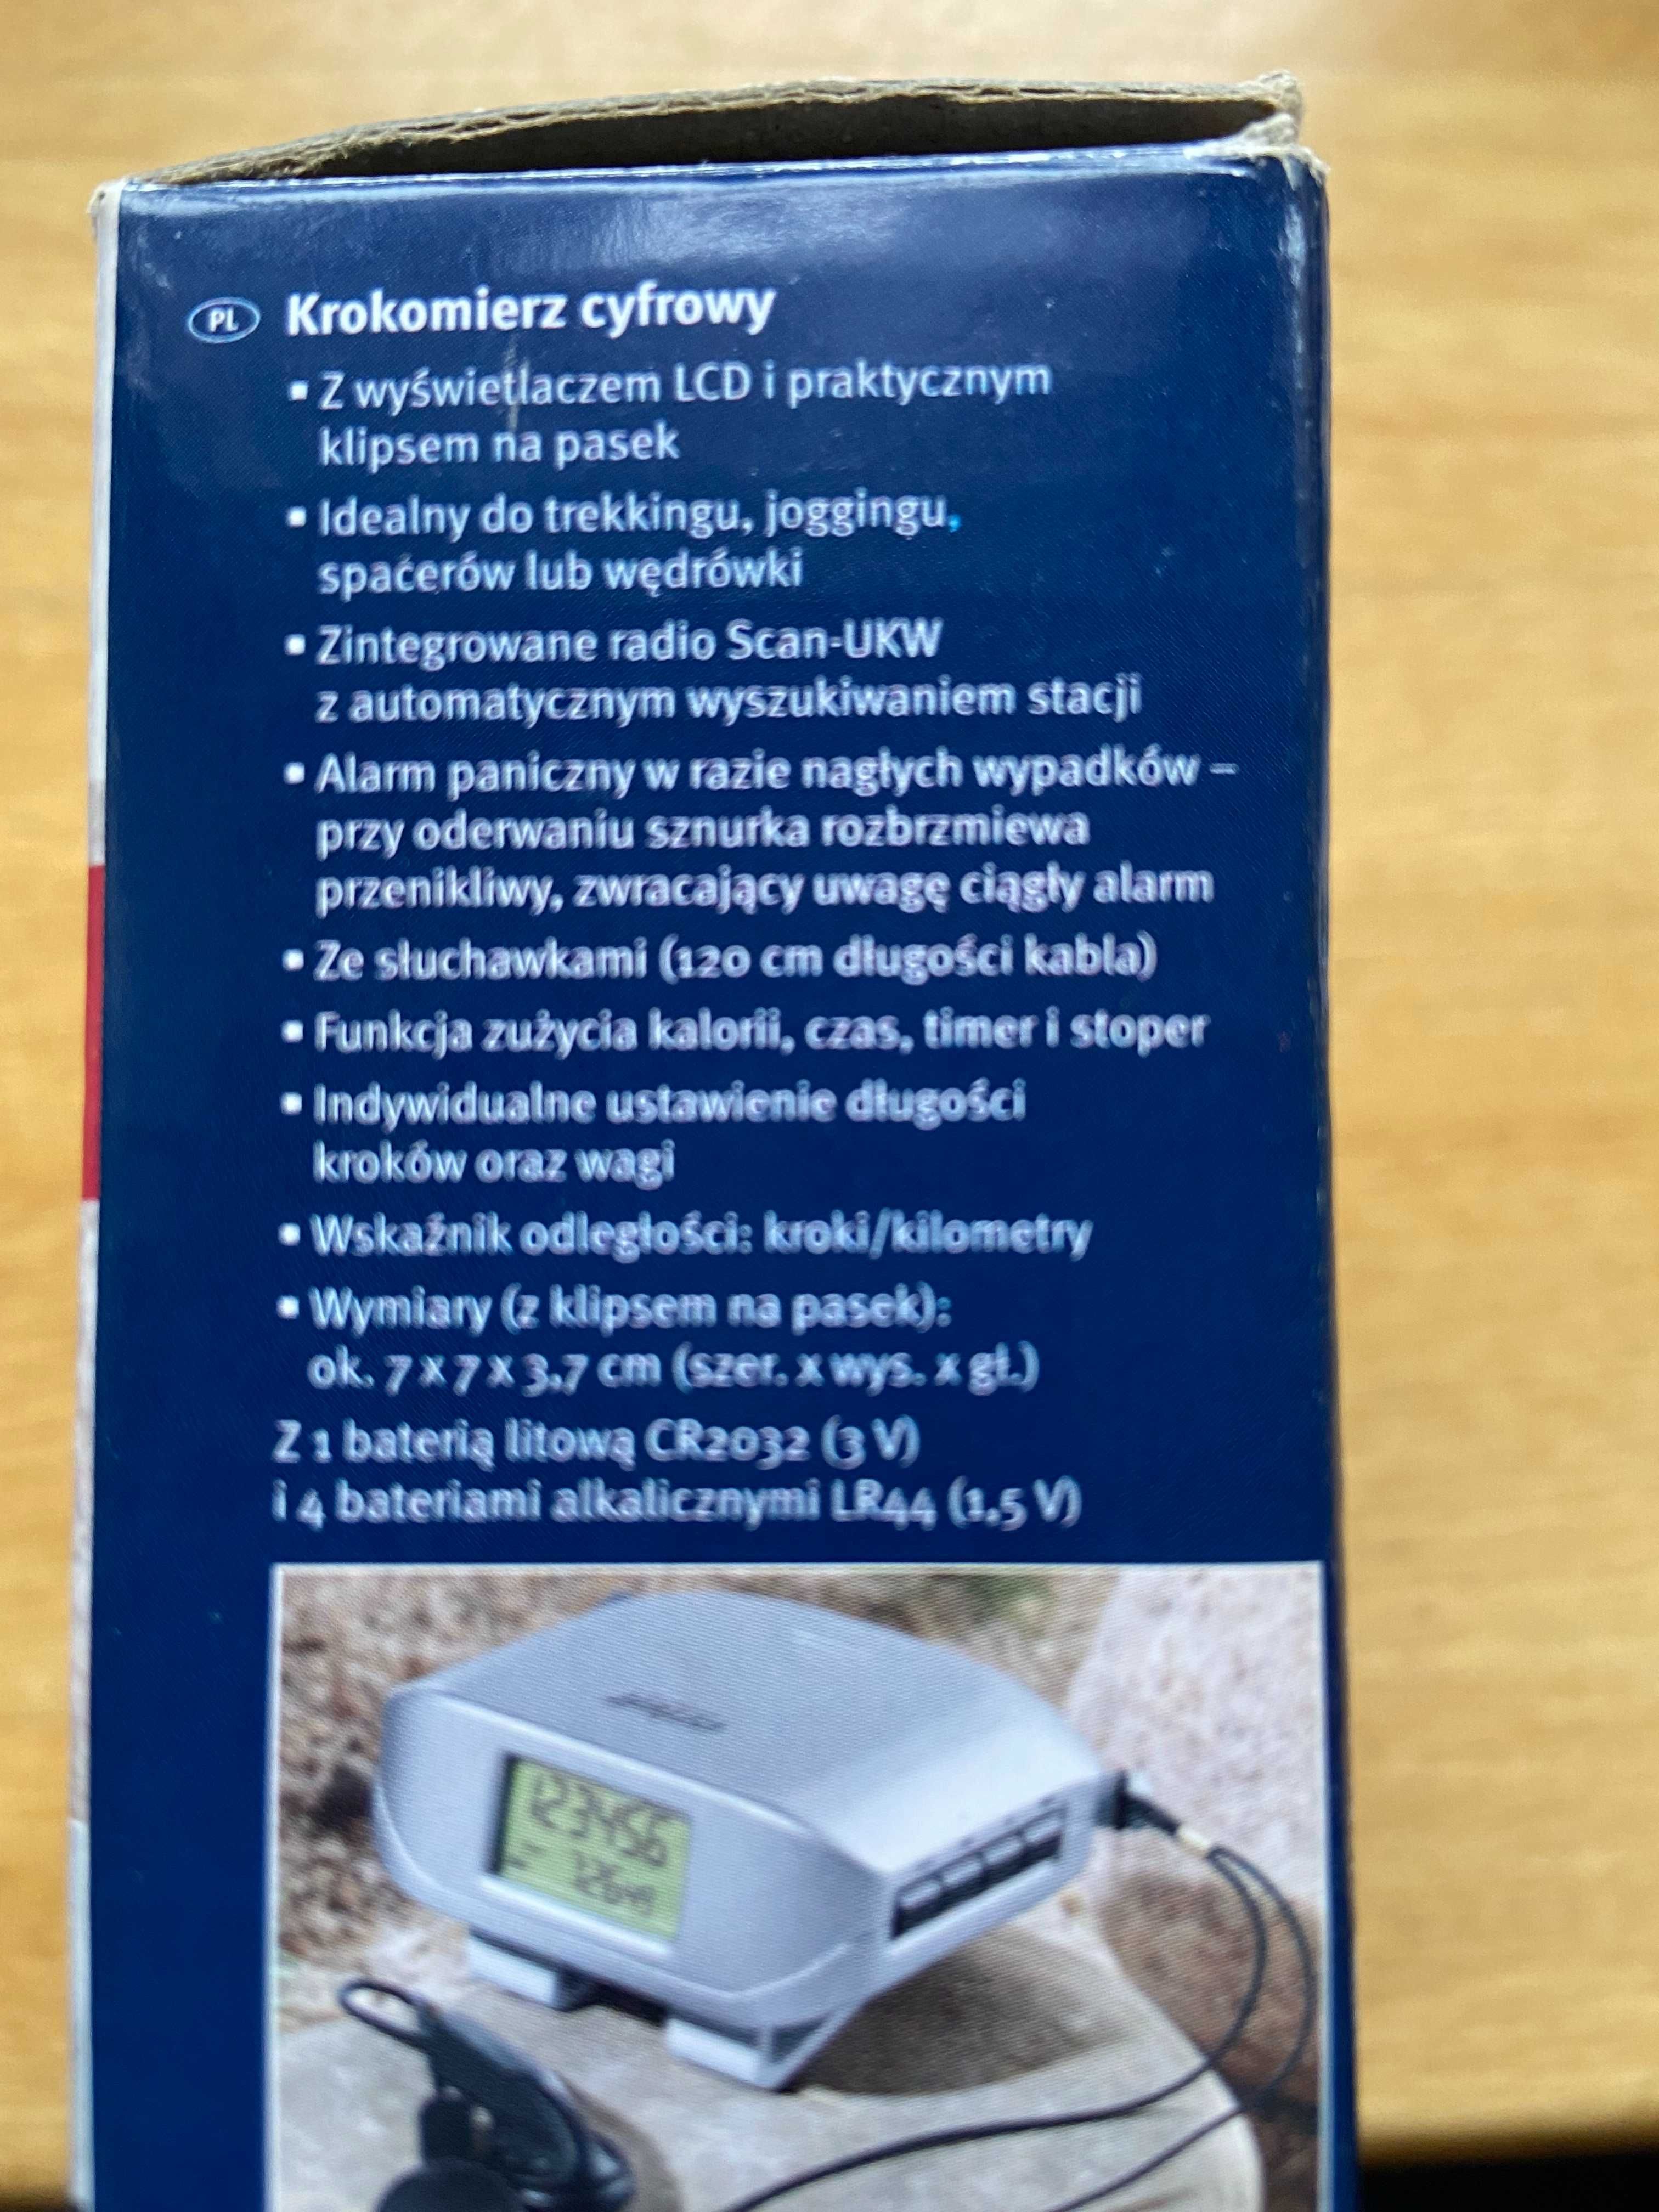 PL Krokomierz cyfrowy
▪ Z wyświetlaczem LCD i praktycznym
klipsem na pasek
▪ Idealny do trekkingu, joggingu,
spacerów lub wędrówki
▪ Zintegrowane radio Scan-UKW
z automatycznym wyszukiwaniem stacji
▪ Alarm paniczny w razie nagłych wypadków –
przy oderwaniu sznurka rozbrzmiewa
przenikliwy, zwracający uwagę ciągły alarm
▪ Ze słuchawkami (120 cm długości kabla)
▪ Funkcja zużycia kalorii, czas, timer i stoper
▪ Indywidualne ustawienie długości
kroków oraz wagi
▪ Wskaźnik odległości: kroki/kilometry
▪ Wymiary (z klipsem na pasek):
ok. 7 x 7 x 3,7 cm (szer. x wys. x gł.)
Z 1 baterią litową CR2032 (3 V)
i 4 bateriami alkalicznymi LR44 (1,5 V)
123456